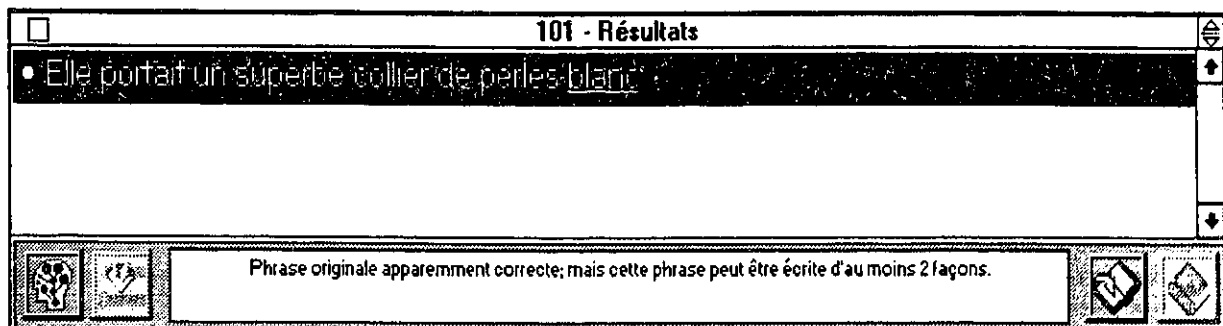 101 - Résultats
• Elle portait un superbe collier de perles blanc
Phrase originale apparemment correcte; mais cette phrase peut être écrite d'au moins 2 façons.